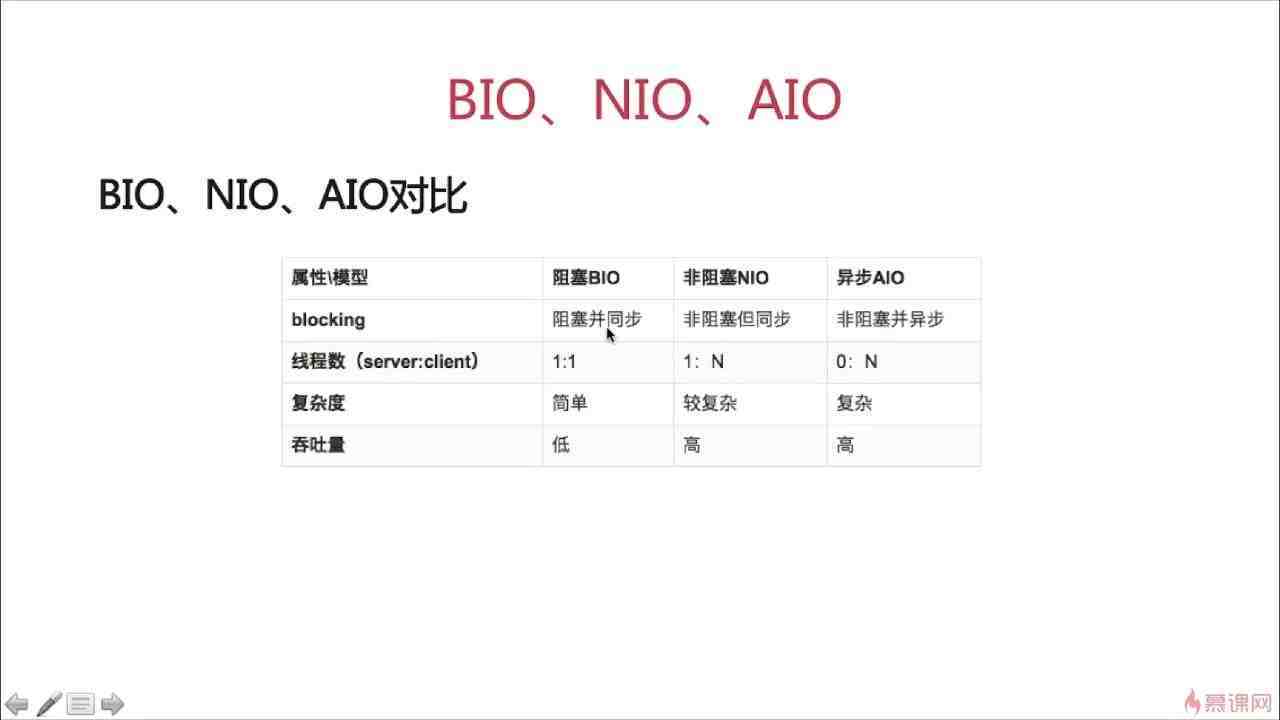 BIO、NIO、AIO
BIO、NIO、AIO对比
属性\模型 阻塞BIO 非阻塞NIO 异步AIO
blocking 阻塞并同步 非阻塞但同步 非阻塞并异步
线程数（server:client） 1:1 1：N 0：N
复杂度 简单 较复杂 复杂
吞吐量 低 高 高
慕课网